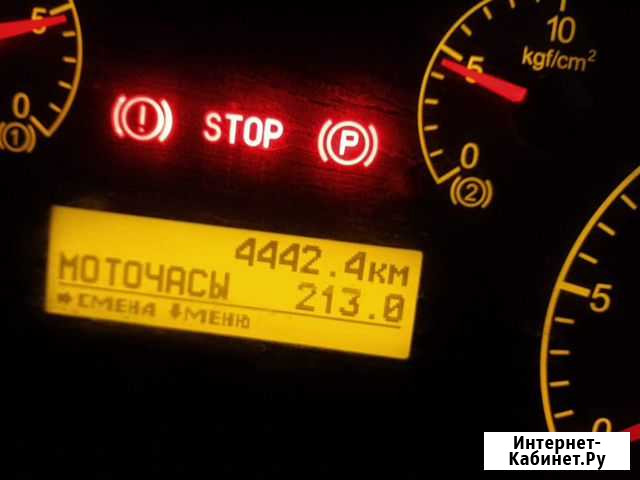 5
0
1
STOP
P
10
kgf/cm²
5
0
2
4442.4км
МОТОЧАСЫ 213.0
СМЕНА МЕНЮ
5
0
Интернет-
Кабинет.Ру